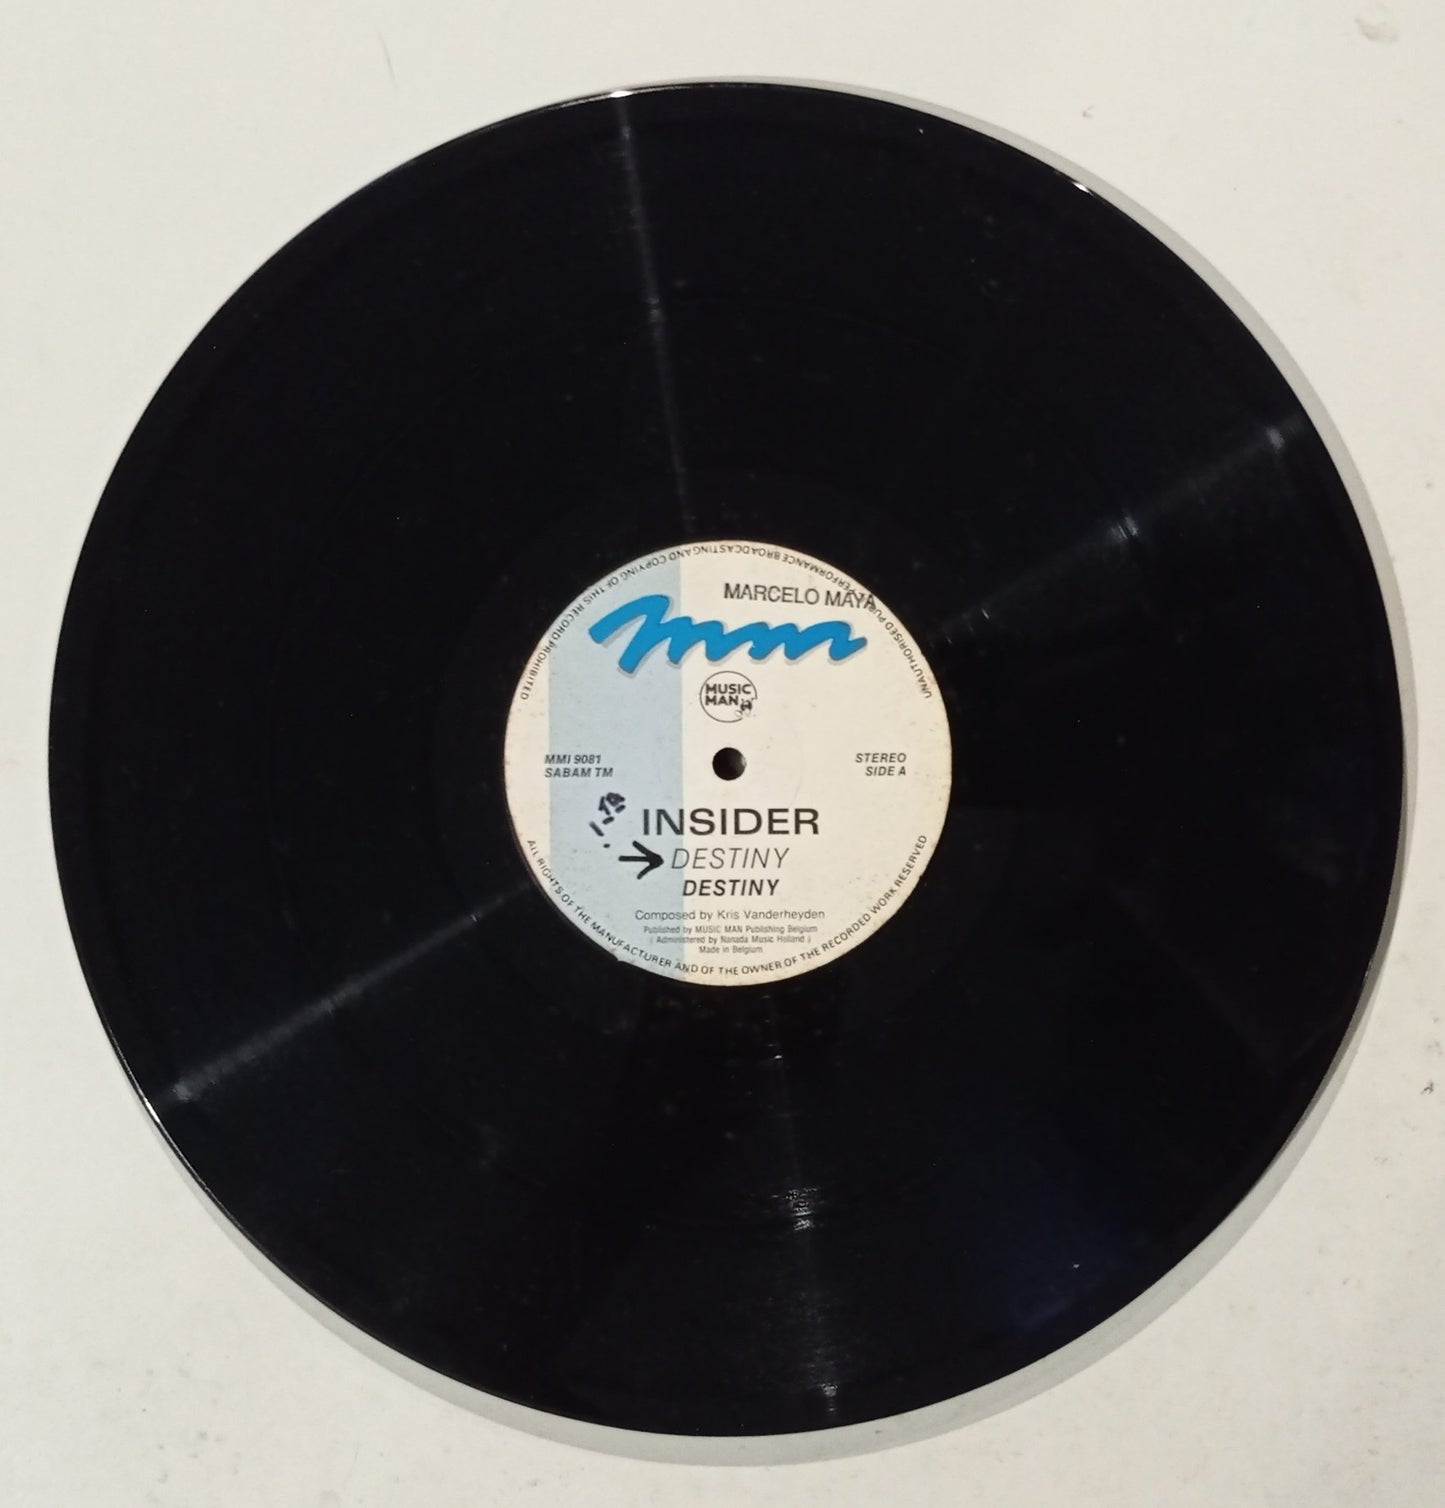 UNAUTHORISED PUBLIC PERFORMANCE BROADCASTING AND COPYING OF THIS RECORD PROHIBITED
MARCELO MAYA
mm
MUSIC
MAN
MMI 9081
SABAM TM
STEREO
SIDE A
INSIDER
DESTINY
DESTINY
Composed by Kris Vanderheyden
Published by MUSIC MAN Publishing Belgium
( Administered by Nanada Music Holland )
Made in Belgium
ALL RIGHTS OF THE MANUFACTURER AND OF THE OWNER OF THE RECORDED WORK RESERVED